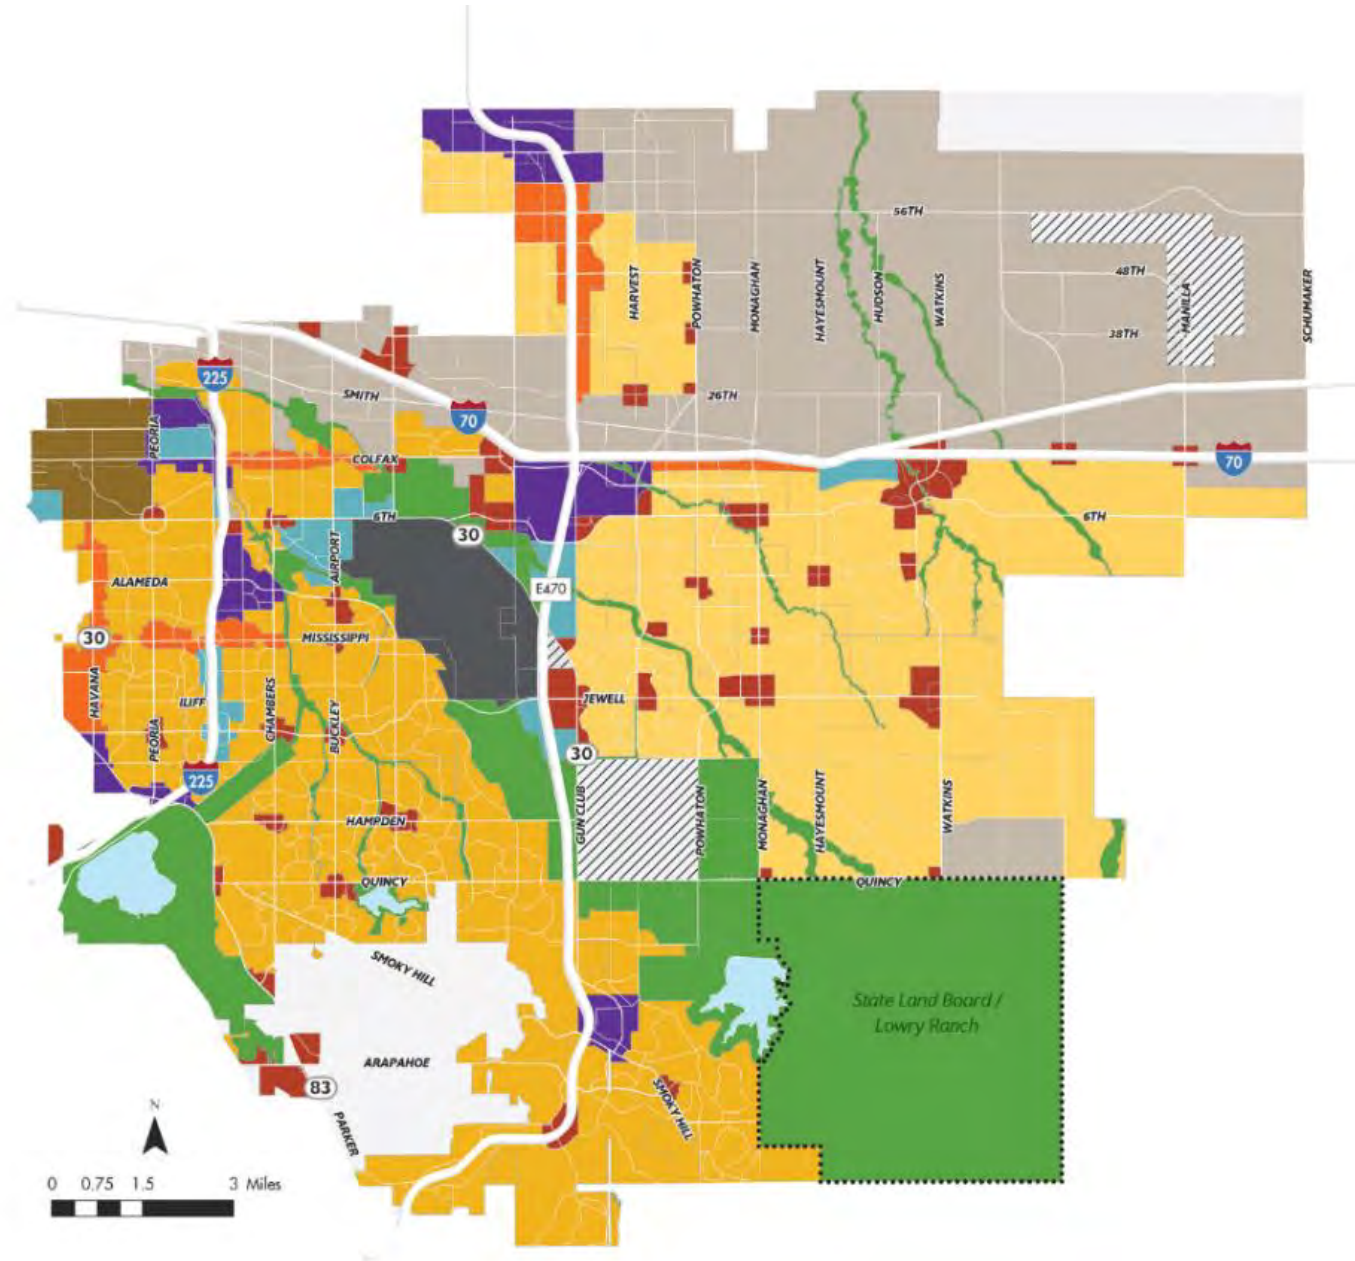 56TH
48TH
38TH
HARVEST
POWHATON
MONAGHAN
HAYESMOUNT
HUDSON
WATKINS
MANILLA
SCHUMAKER
225
SMITH
70
26TH
PEORIA
COLFAX
70
6TH
30
6TH
AIRPORT
ALAMEDA
E470
30
MISSISSIPPI
HAVANA
ILIFF
CHAMBERS
BUCKLEY
JEWELL
PEORIA
30
225
GUN CLUB
POWHATON
MONAGHAN
HAYESMOUNT
WATKINS
HAMPDEN
QUINCY
QUINCY
SMOKY HILL
State Land Board /
Lowry Ranch
ARAPAHOE
83
SMOKY HILL
PARKER
N
0 0.75 1.5 3 Miles